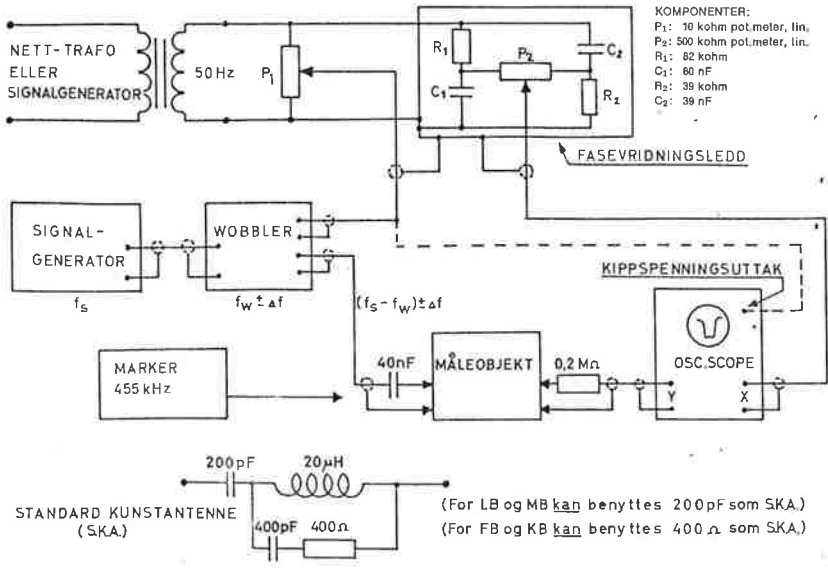 NETT-TRAFO
ELLER
SIGNALGENERATOR
50 Hz
P1
R1
C1
P2
C2
R2
KOMPONENTER:
P1: 10 kohm pot.meter, lin.
P2: 500 kohm pot.meter, lin.
R1: 82 kohm
C1: 60 nF
R2: 39 kohm
C2: 39 nF
FASEVRIDNINGSLEDD
SIGNAL-
GENERATOR
fS
WOBBLER
fW ± Δf
(fS - fW) ± Δf
KIPPSPENNINGSUTTAK
OSC.SCOPE
Y
X
MARKER
455 kHz
40nF
MÅLEOBJEKT
0,2 MΩ
200pF
20µH
400pF
400Ω
STANDARD KUNSTANTENNE
(S.K.A.)
(For LB og MB kan benyttes 200pF som S.K.A.)
(For FB og KB kan benyttes 400 Ω som S.K.A.)